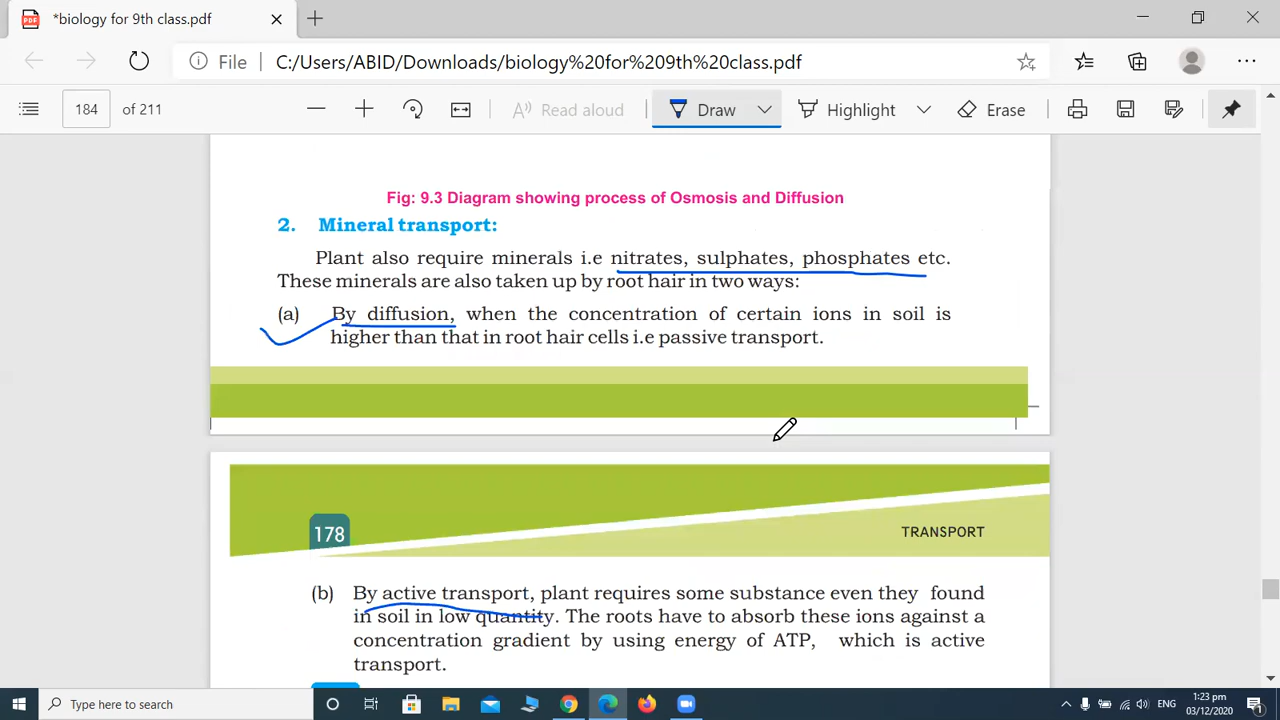 *biology for 9th class.pdf
File
C:/Users/ABID/Downloads/biology%20for%209th%20class.pdf
184 of 211
Read aloud
Draw
Highlight
Erase
Fig: 9.3 Diagram showing process of Osmosis and Diffusion
2. Mineral transport:
Plant also require minerals i.e nitrates, sulphates, phosphates etc.
These minerals are also taken up by root hair in two ways:
(a) By diffusion, when the concentration of certain ions in soil is
higher than that in root hair cells i.e passive transport.
178
TRANSPORT
(b) By active transport, plant requires some substance even they found
in soil in low quantity. The roots have to absorb these ions against a
concentration gradient by using energy of ATP, which is active
transport.
Type here to search
ENG
1:23 pm
03/12/2020